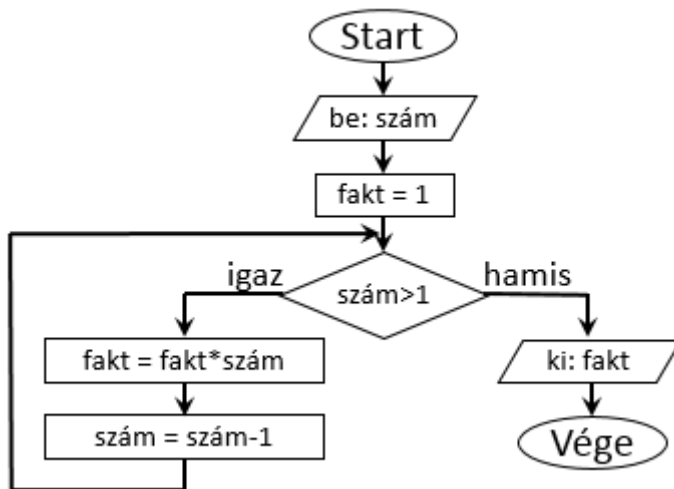 Start
be: szám
fakt = 1
igaz
hamis
szám>1
fakt = fakt*szám
ki: fakt
szám = szám-1
Vége